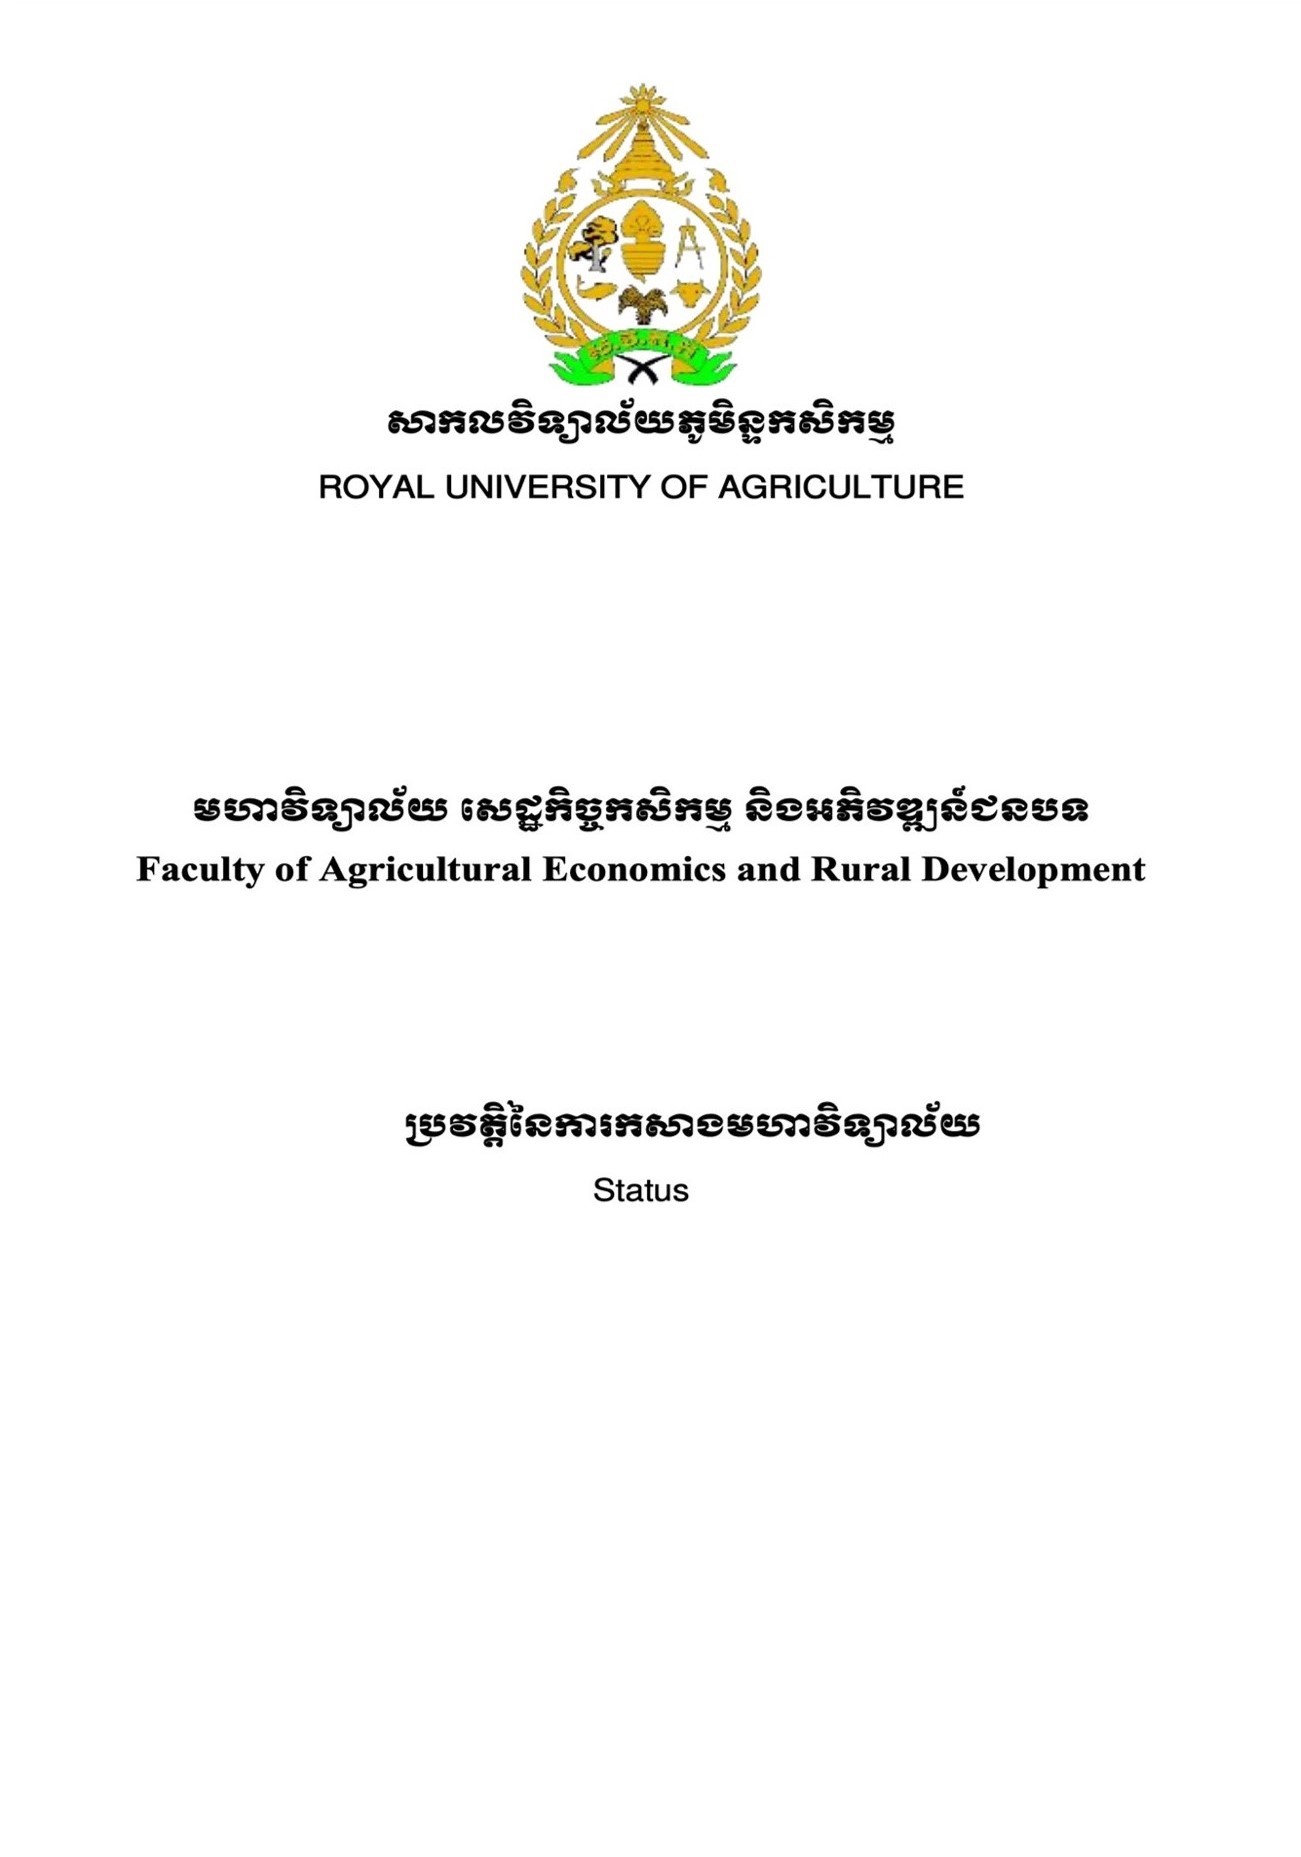 ស.ភ.ក.ក
សាកលវិទ្យាល័យភូមិន្ទកសិកម្ម
ROYAL UNIVERSITY OF AGRICULTURE
មហាវិទ្យាល័យ សេដ្ឋកិច្ចកសិកម្ម និងអភិវឌ្ឍន៍ជនបទ
Faculty of Agricultural Economics and Rural Development
ប្រវត្តិនៃការកសាងមហាវិទ្យាល័យ
Status